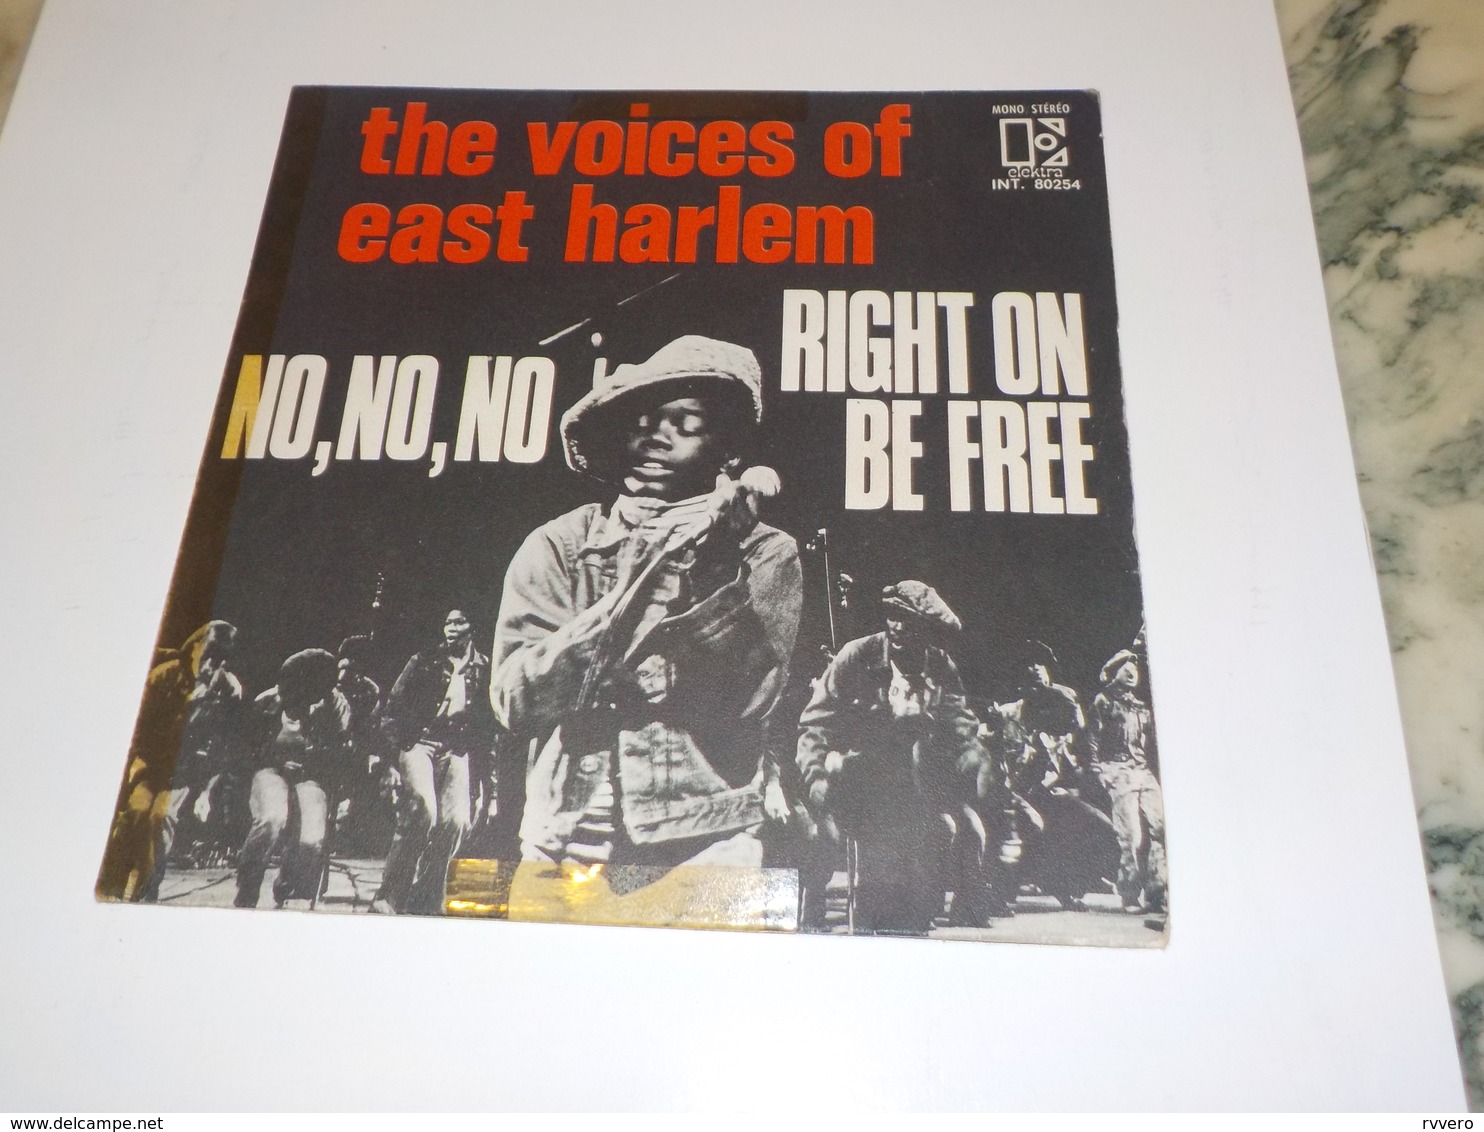 the voices of
east harlem
MONO STÉRÉO
elektra
INT. 80254
RIGHT ON
BE FREE
NO, NO, NO
delcampe.net
rvvero